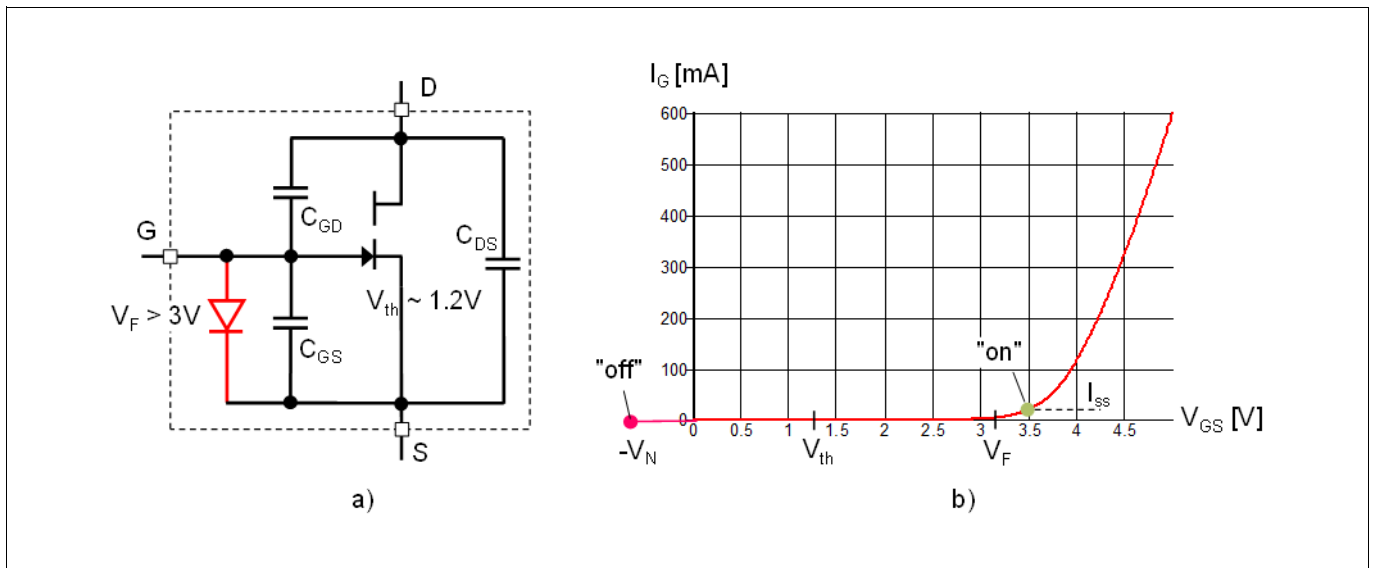 D
G
C_GD
C_DS
V_th ~ 1.2V
V_F > 3V
C_GS
S
a)
I_G [mA]
600
500
400
300
200
100
0
"off"
"on"
I_ss
0 0.5 1 1.5 2 2.5 3 3.5 4 4.5
V_GS [V]
-V_N
V_th
V_F
b)